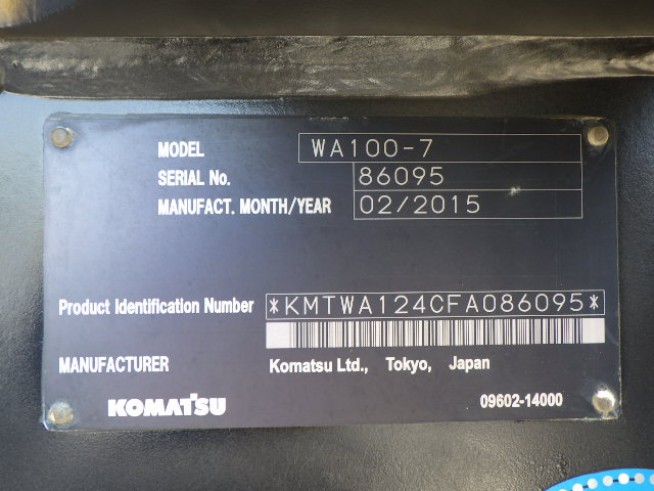 MODEL WA100-7
SERIAL No. 86095
MANUFACT. MONTH/YEAR 02/2015
Product Identification Number *KMTWA124CFA086095*
MANUFACTURER Komatsu Ltd., Tokyo, Japan
KOMATSU 09602-14000